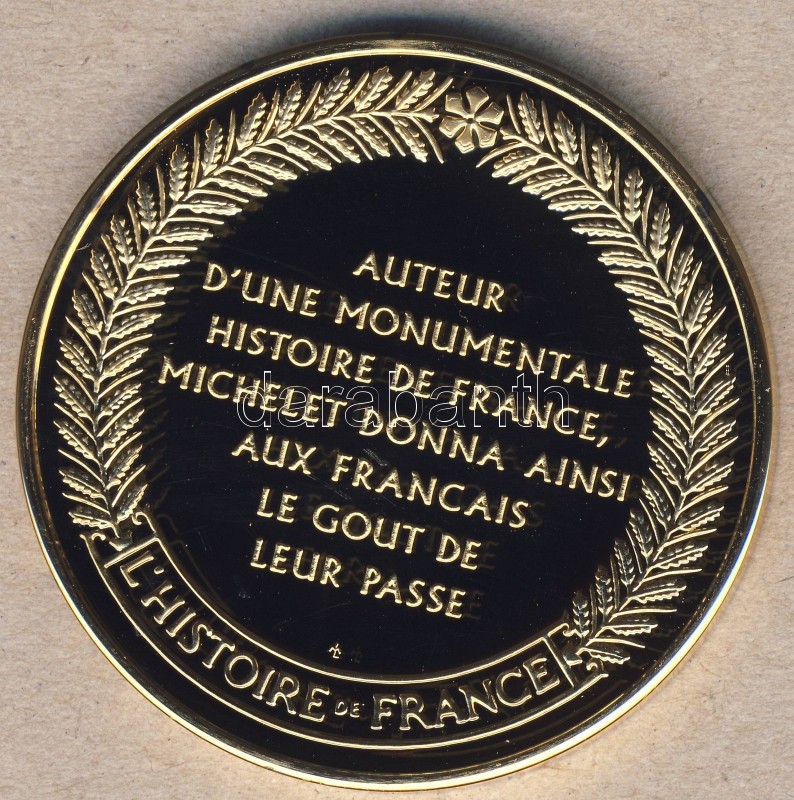 AUTEUR
D'UNE MONUMENTALE
HISTOIRE DE FRANCE,
MICHELET DONNA AINSI
AUX FRANCAIS
LE GOUT DE
LEUR PASSE
L'HISTOIRE DE FRANCE
darabanth